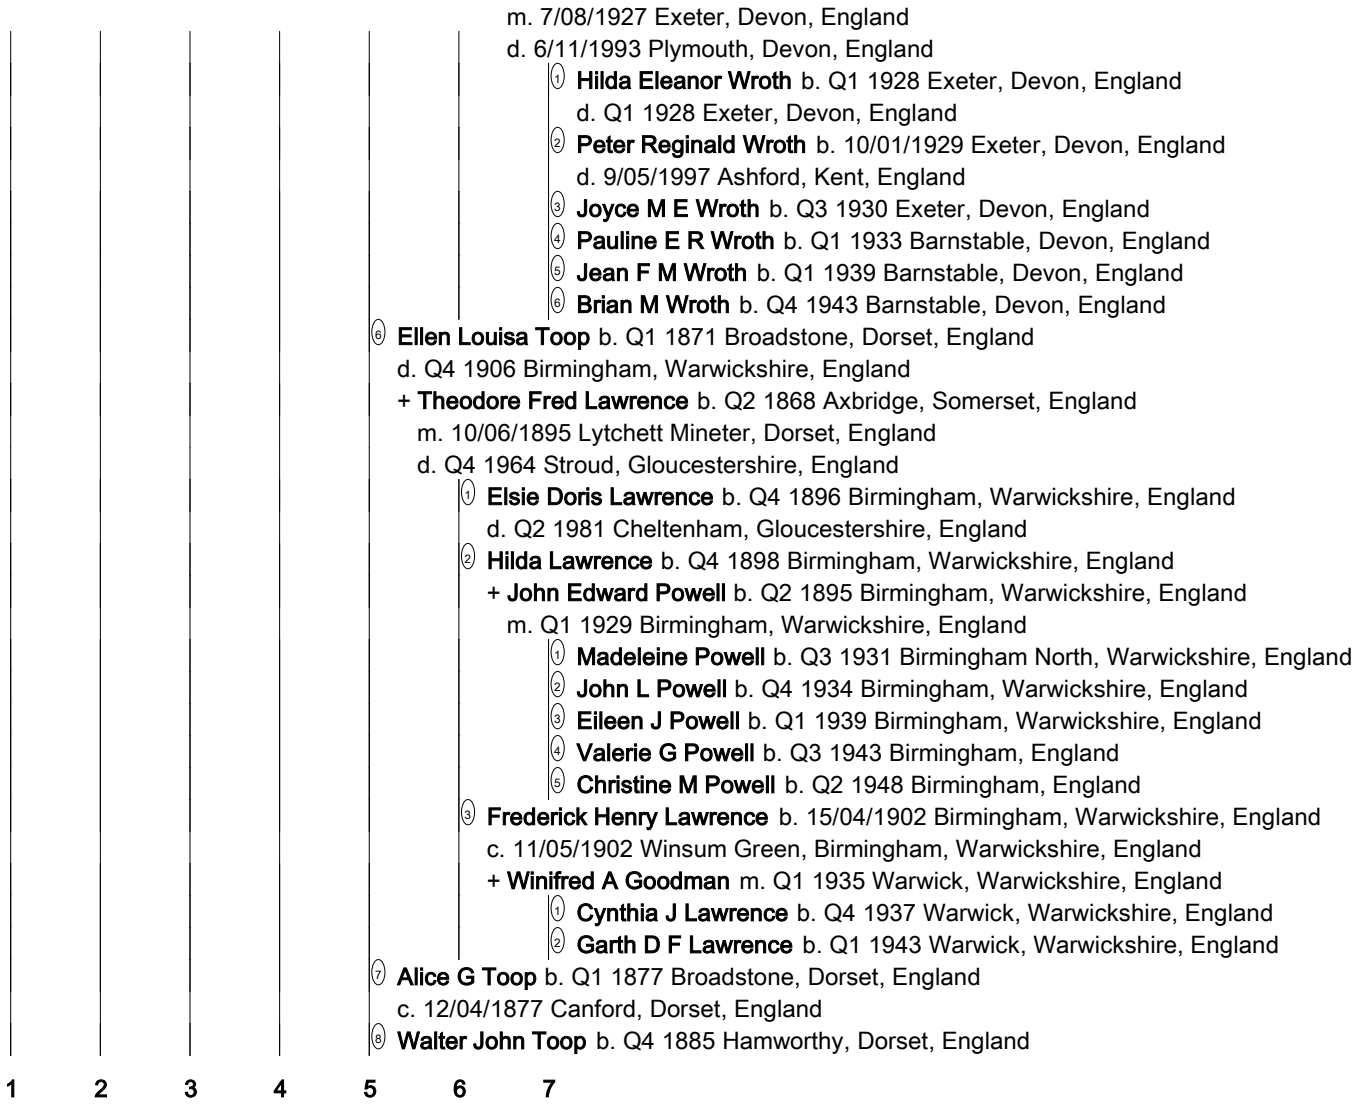 m. 7/08/1927 Exeter, Devon, England
d. 6/11/1993 Plymouth, Devon, England
1 Hilda Eleanor Wroth b. Q1 1928 Exeter, Devon, England
d. Q1 1928 Exeter, Devon, England
2 Peter Reginald Wroth b. 10/01/1929 Exeter, Devon, England
d. 9/05/1997 Ashford, Kent, England
3 Joyce M E Wroth b. Q3 1930 Exeter, Devon, England
4 Pauline E R Wroth b. Q1 1933 Barnstable, Devon, England
5 Jean F M Wroth b. Q1 1939 Barnstable, Devon, England
6 Brian M Wroth b. Q4 1943 Barnstable, Devon, England
6 Ellen Louisa Toop b. Q1 1871 Broadstone, Dorset, England
d. Q4 1906 Birmingham, Warwickshire, England
+ Theodore Fred Lawrence b. Q2 1868 Axbridge, Somerset, England
m. 10/06/1895 Lytchett Mineter, Dorset, England
d. Q4 1964 Stroud, Gloucestershire, England
1 Elsie Doris Lawrence b. Q4 1896 Birmingham, Warwickshire, England
d. Q2 1981 Cheltenham, Gloucestershire, England
2 Hilda Lawrence b. Q4 1898 Birmingham, Warwickshire, England
+ John Edward Powell b. Q2 1895 Birmingham, Warwickshire, England
m. Q1 1929 Birmingham, Warwickshire, England
1 Madeleine Powell b. Q3 1931 Birmingham North, Warwickshire, England
2 John L Powell b. Q4 1934 Birmingham, Warwickshire, England
3 Eileen J Powell b. Q1 1939 Birmingham, Warwickshire, England
4 Valerie G Powell b. Q3 1943 Birmingham, England
5 Christine M Powell b. Q2 1948 Birmingham, England
3 Frederick Henry Lawrence b. 15/04/1902 Birmingham, Warwickshire, England
c. 11/05/1902 Winsum Green, Birmingham, Warwickshire, England
+ Winifred A Goodman m. Q1 1935 Warwick, Warwickshire, England
1 Cynthia J Lawrence b. Q4 1937 Warwick, Warwickshire, England
2 Garth D F Lawrence b. Q1 1943 Warwick, Warwickshire, England
7 Alice G Toop b. Q1 1877 Broadstone, Dorset, England
c. 12/04/1877 Canford, Dorset, England
8 Walter John Toop b. Q4 1885 Hamworthy, Dorset, England
1 2 3 4 5 6 7